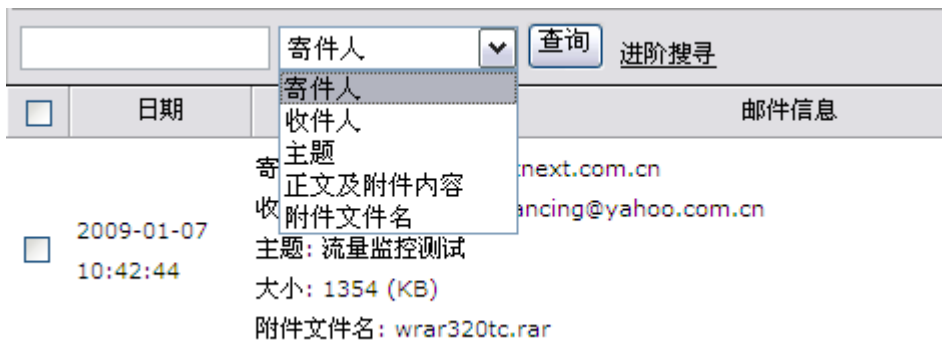 寄件人 查询 进阶搜寻
寄件人
收件人
主题
正文及附件内容
附件文件名
日期 邮件信息
寄 next.com.cn
收 ancing@yahoo.com.cn
2009-01-07
10:42:44
主题: 流量监控测试
大小: 1354 (KB)
附件文件名: wrar320tc.rar